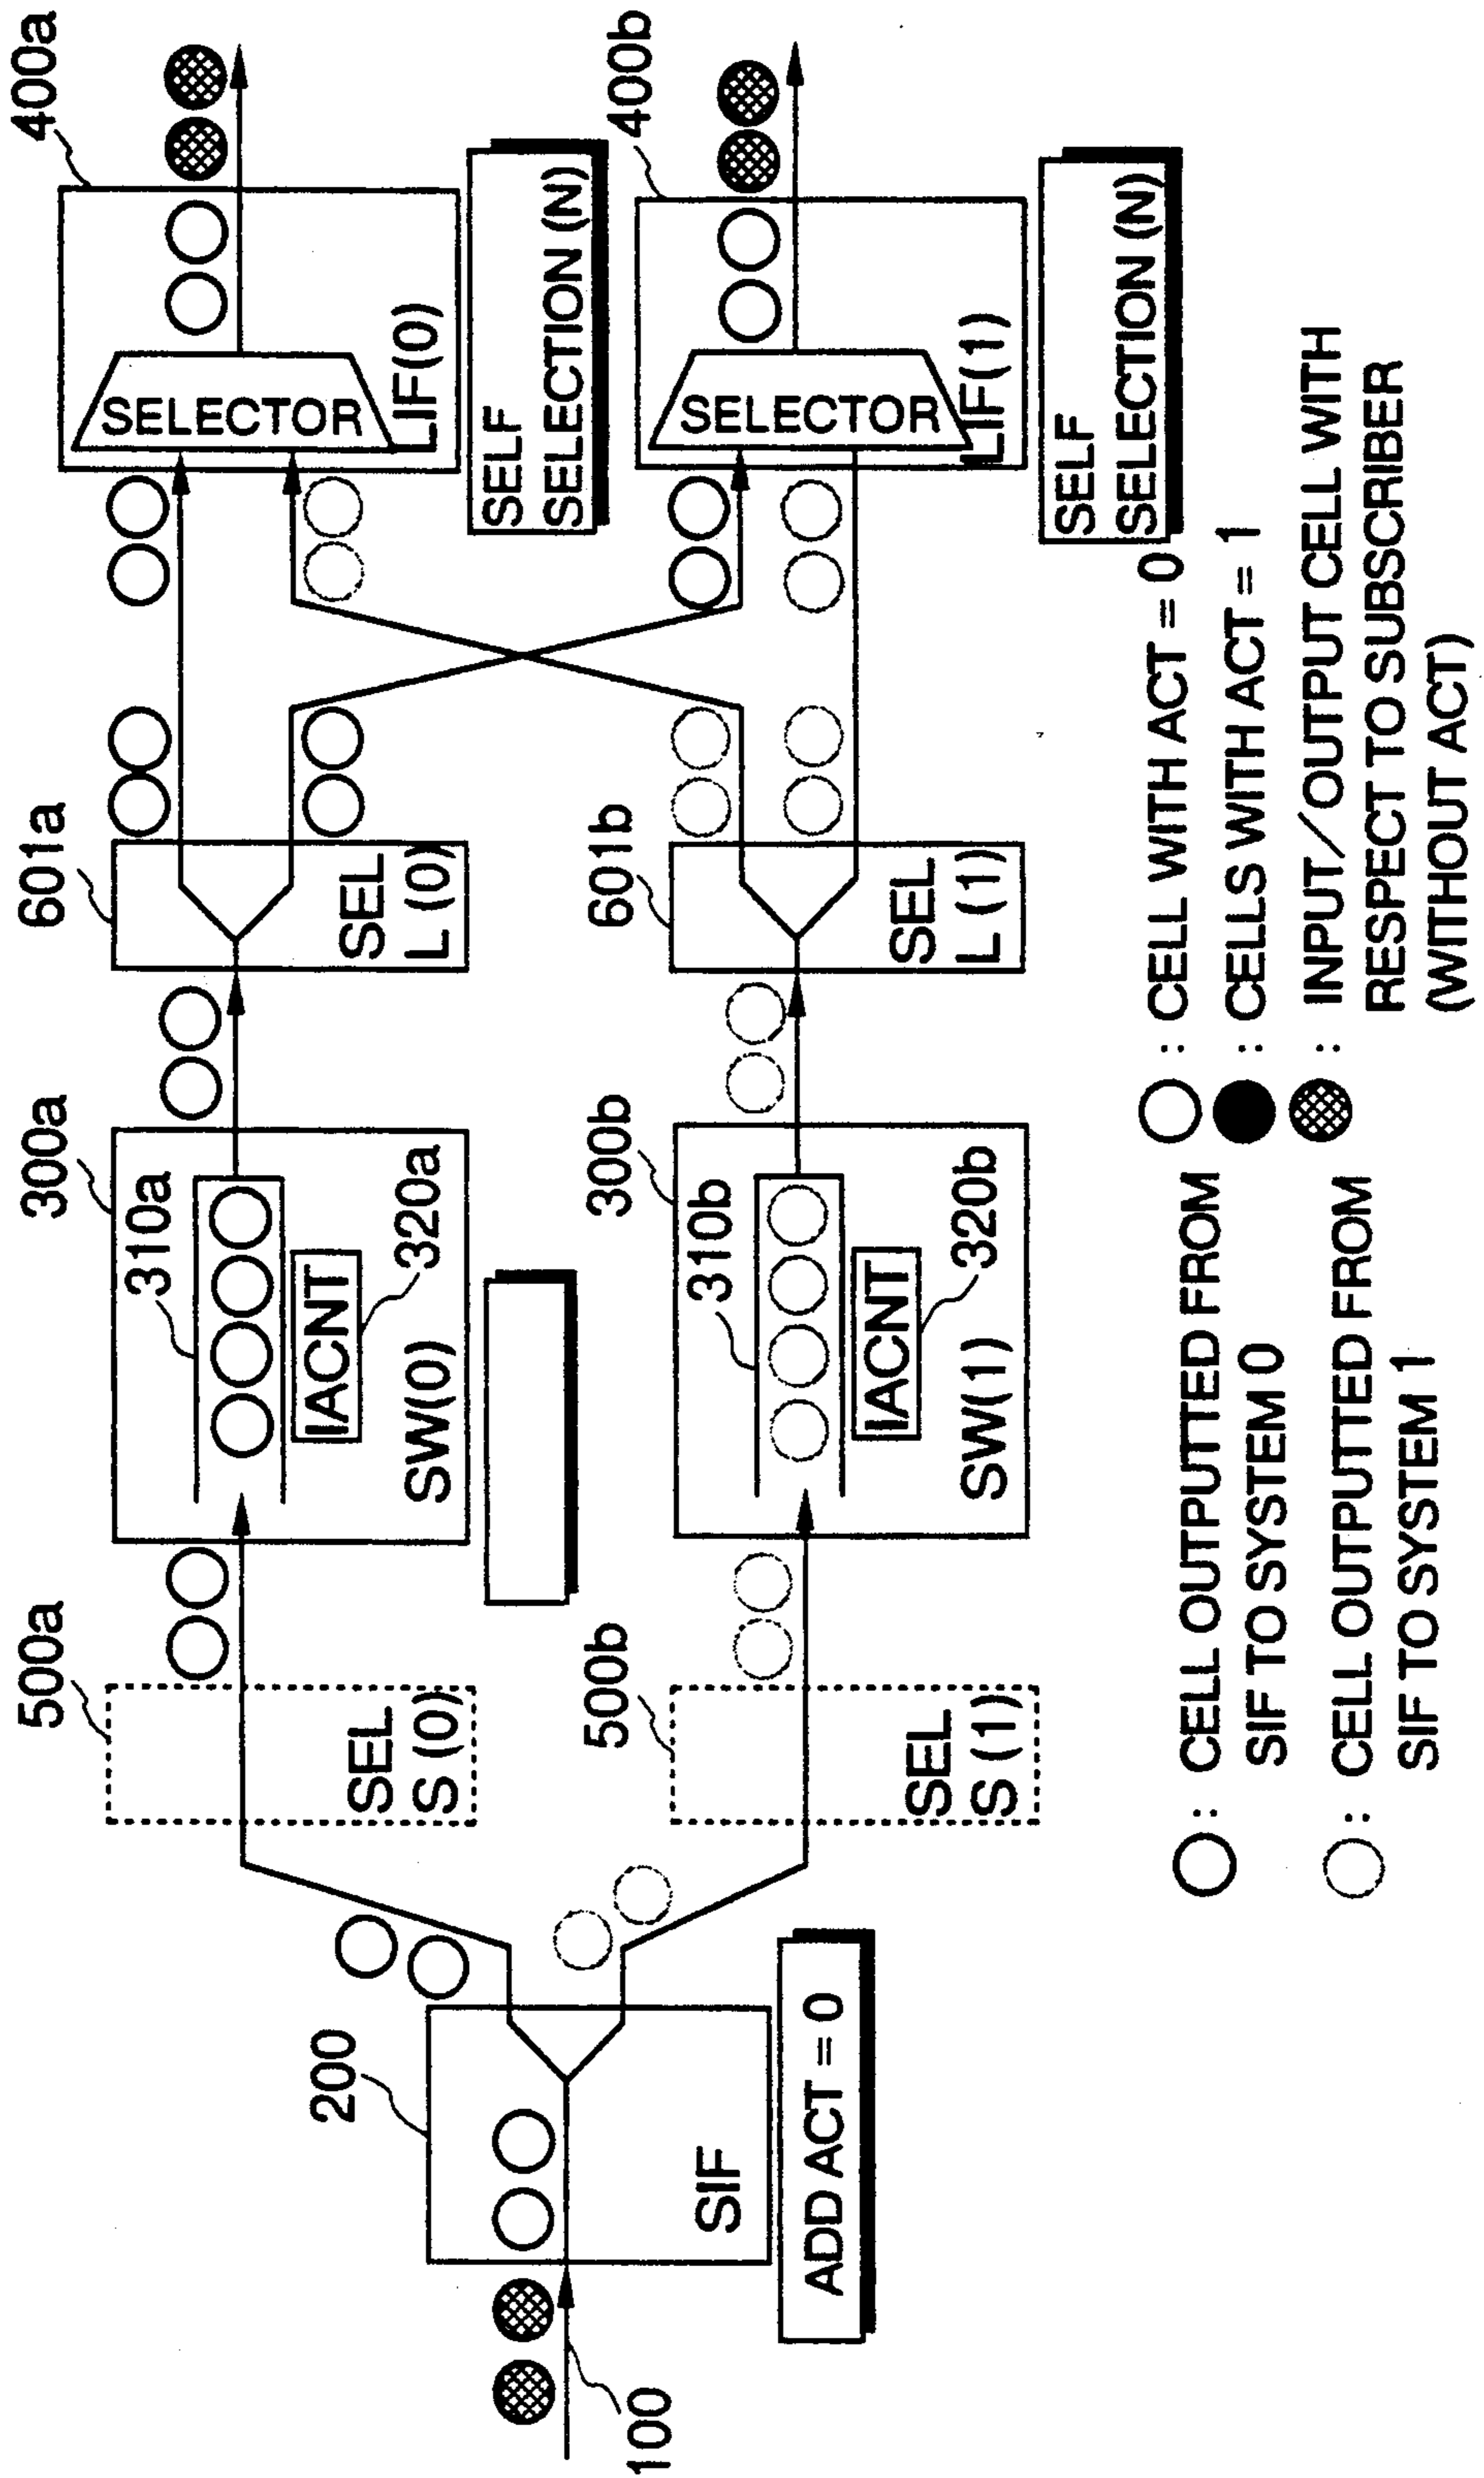 100
200
SIF
ADD ACT = 0
500a
SEL
S (0)
500b
SEL
S (1)
300a
310a
IACNT
320a
SW(0)
300b
310b
IACNT
320b
SW(1)
601a
SEL
L (0)
601b
SEL
L (1)
400a
SELECTOR
LIF(0)
SELF
SELECTION (N)
400b
SELECTOR
LIF(1)
SELF
SELECTION (N)
: CELL OUTPUTTED FROM
SIF TO SYSTEM 0
: CELL OUTPUTTED FROM
SIF TO SYSTEM 1
: CELL WITH ACT = 0
: CELLS WITH ACT = 1
: INPUT/OUTPUT CELL WITH
RESPECT TO SUBSCRIBER
(WITHOUT ACT)